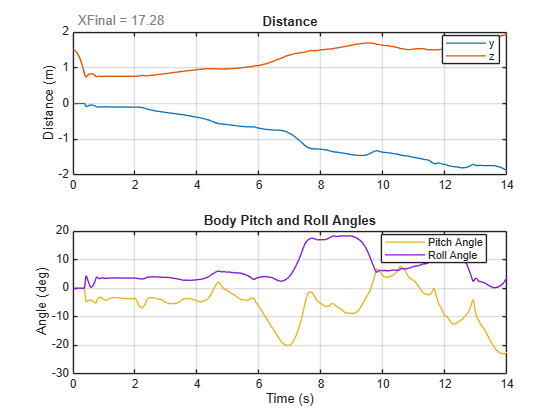 XFinal = 17.28
Distance
Distance (m)
2
1
0
-1
-2
y
z
0 2 4 6 8 10 12 14
Body Pitch and Roll Angles
Angle (deg)
20
10
0
-10
-20
-30
Pitch Angle
Roll Angle
0 2 4 6 8 10 12 14
Time (s)